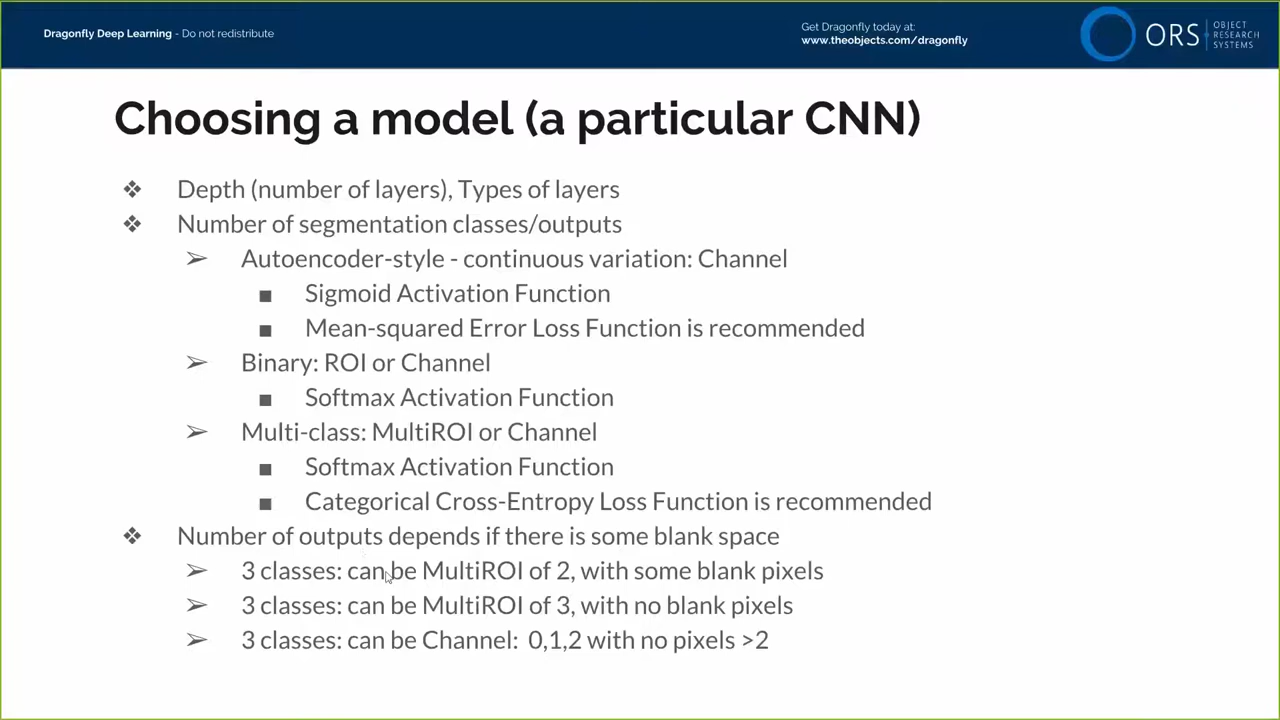 Dragonfly Deep Learning - Do not redistribute
Get Dragonfly today at:
www.theobjects.com/dragonfly
ORS
OBJECT
RESEARCH
SYSTEMS
Choosing a model (a particular CNN)
❖ Depth (number of layers), Types of layers
❖ Number of segmentation classes/outputs
➢ Autoencoder-style - continuous variation: Channel
■ Sigmoid Activation Function
■ Mean-squared Error Loss Function is recommended
➢ Binary: ROI or Channel
■ Softmax Activation Function
➢ Multi-class: MultiROI or Channel
■ Softmax Activation Function
■ Categorical Cross-Entropy Loss Function is recommended
❖ Number of outputs depends if there is some blank space
➢ 3 classes: can be MultiROI of 2, with some blank pixels
➢ 3 classes: can be MultiROI of 3, with no blank pixels
➢ 3 classes: can be Channel: 0,1,2 with no pixels >2